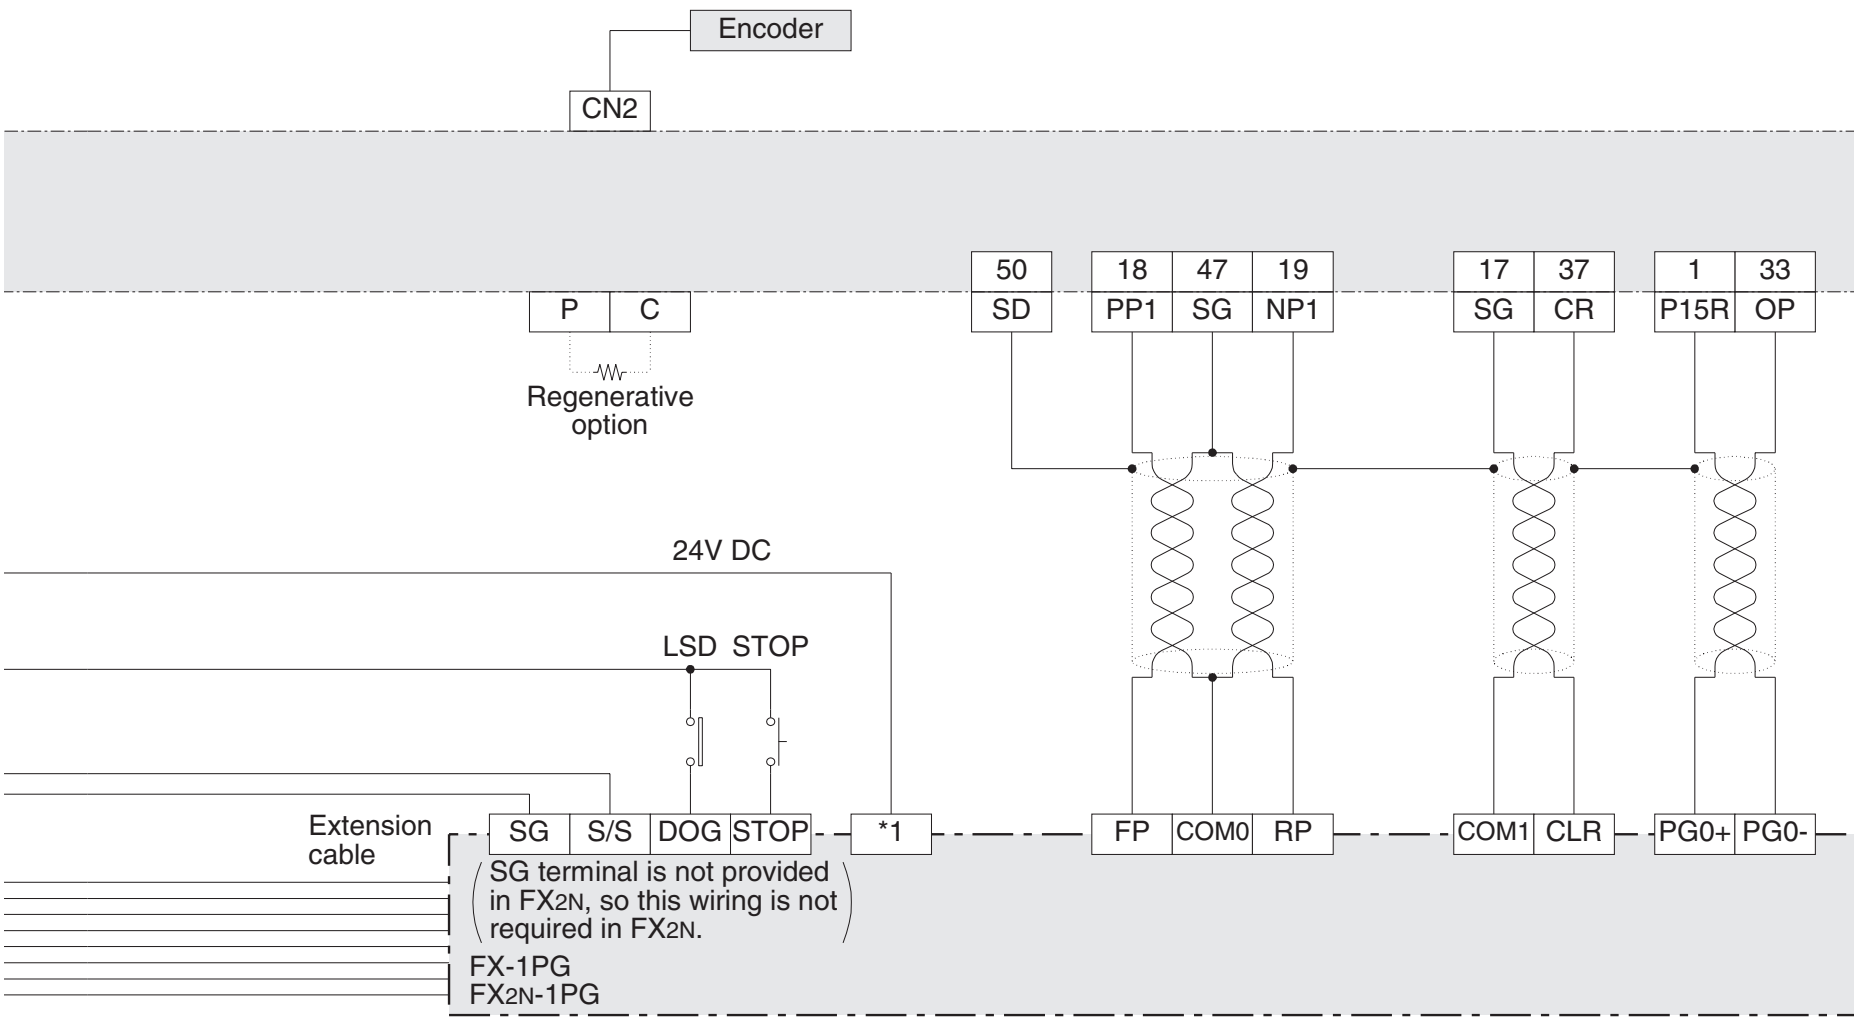 Encoder
CN2
50 18 47 19 17 37 1 33
P C SD PP1 SG NP1 SG CR P15R OP
Regenerative
option
24V DC
LSD STOP
Extension
cable
SG S/S DOG STOP *1 FP COM0 RP COM1 CLR PG0+ PG0-
(SG terminal is not provided
in FX2N, so this wiring is not
required in FX2N.)
FX-1PG
FX2N-1PG